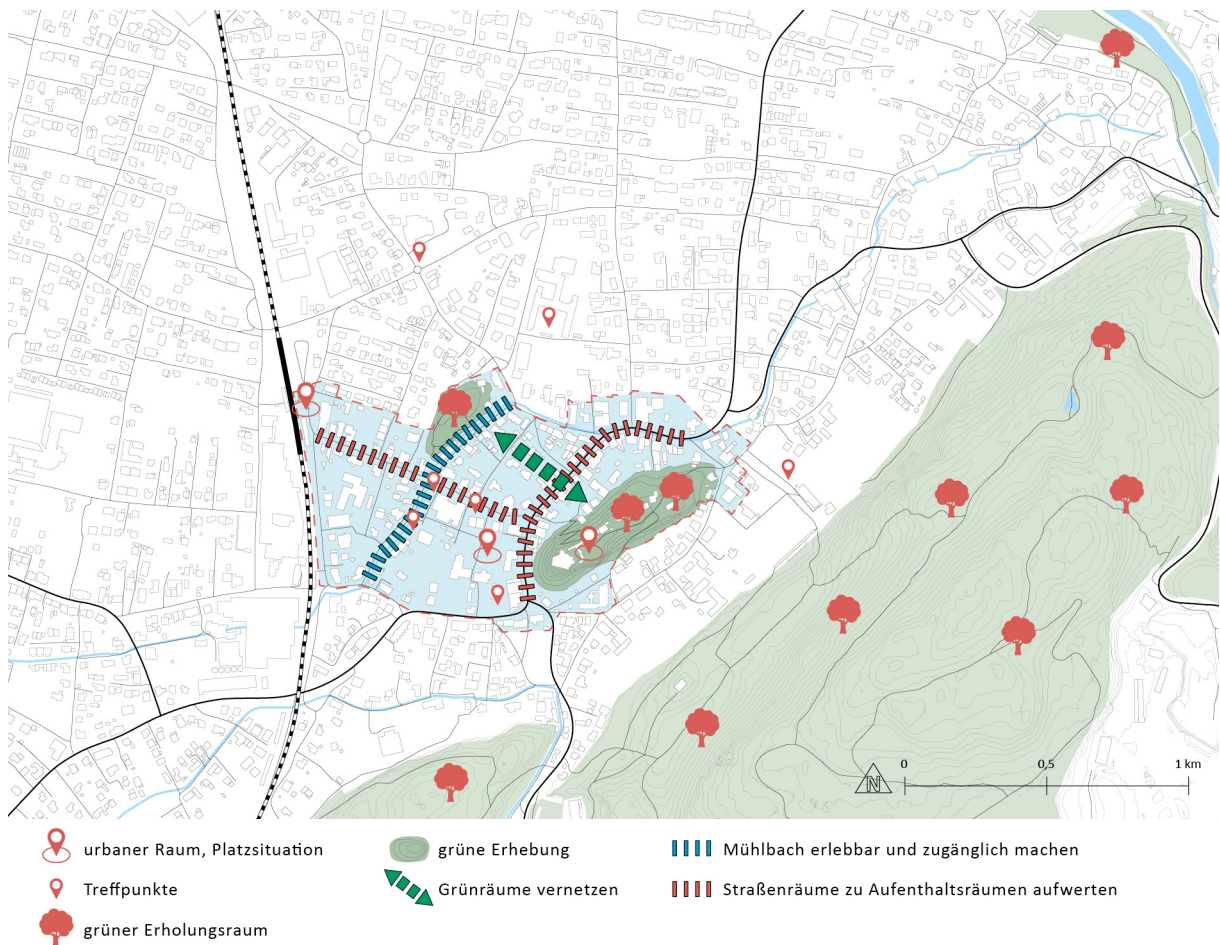 N
0 0,5 1 km
urbaner Raum, Platzsituation
Treffpunkte
grüner Erholungsraum
grüne Erhebung
Grünräume vernetzen
Mühlbach erlebbar und zugänglich machen
Straßenräume zu Aufenthaltsräumen aufwerten